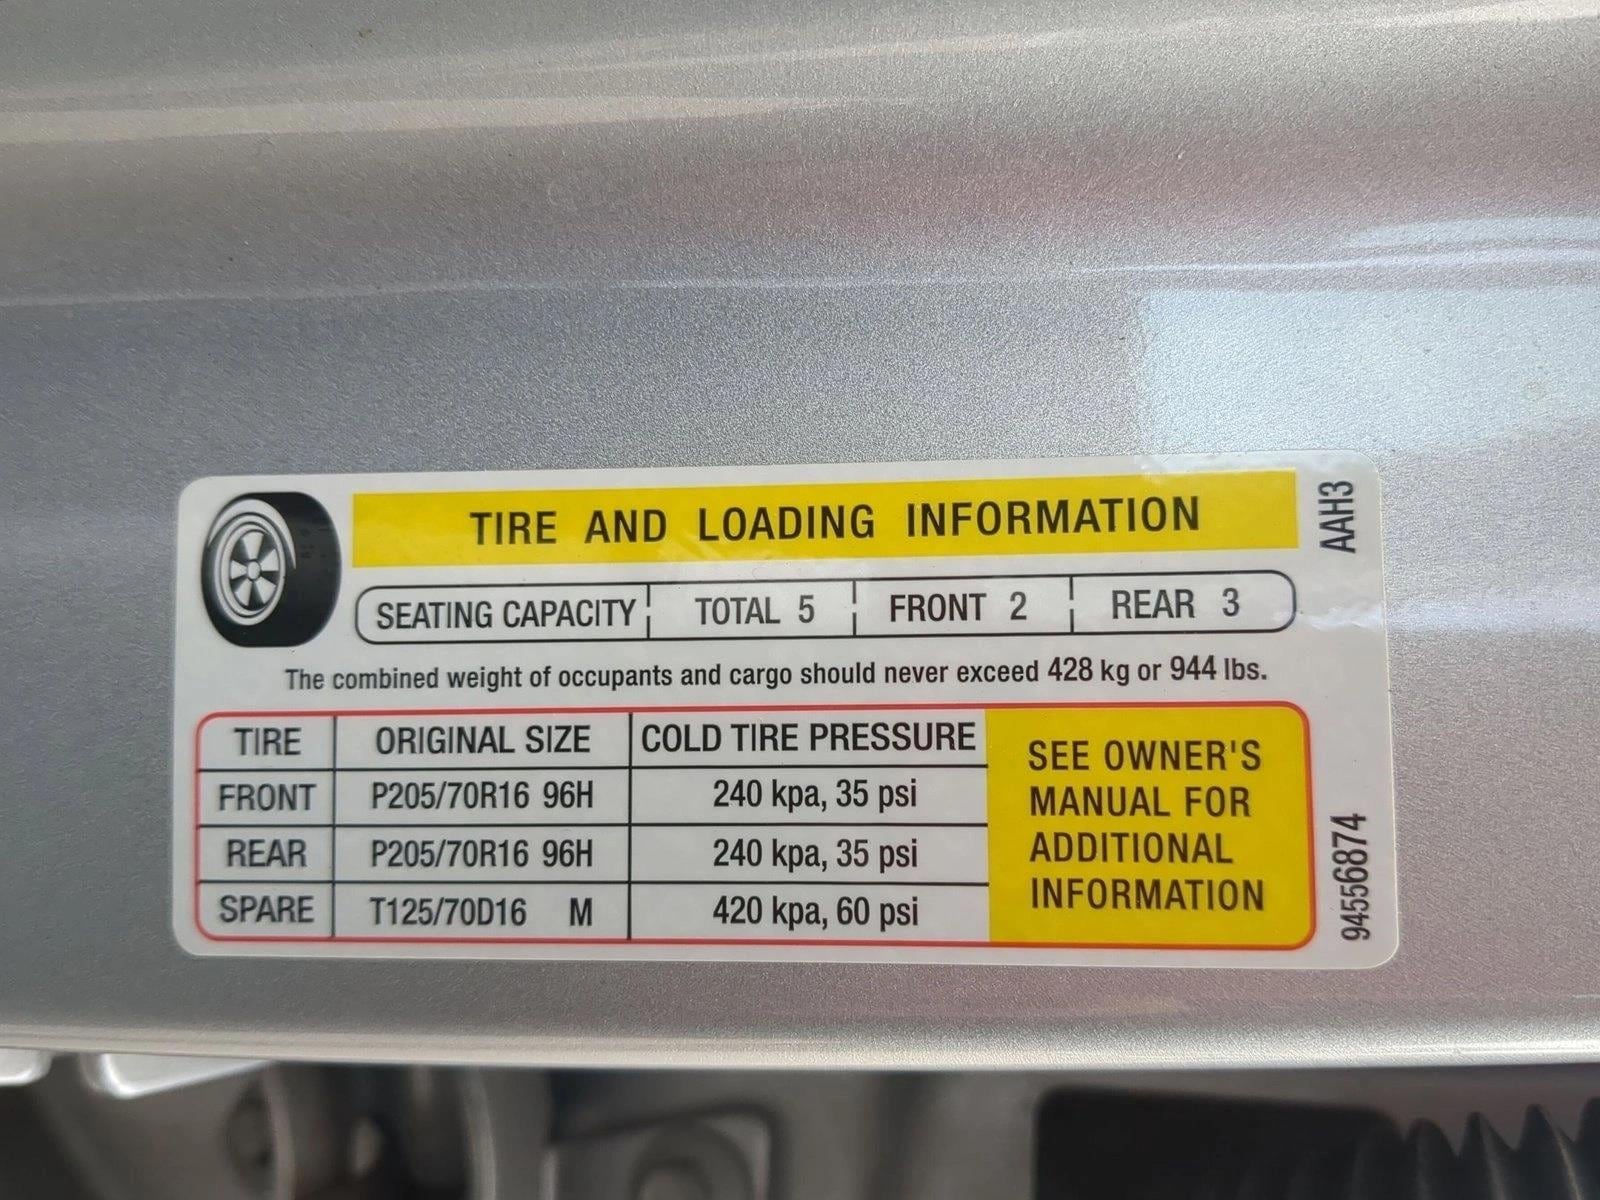 TIRE AND LOADING INFORMATION
SEATING CAPACITY TOTAL 5 FRONT 2 REAR 3
The combined weight of occupants and cargo should never exceed 428 kg or 944 lbs.
TIRE ORIGINAL SIZE COLD TIRE PRESSURE
FRONT P205/70R16 96H 240 kpa, 35 psi
REAR P205/70R16 96H 240 kpa, 35 psi
SPARE T125/70D16 M 420 kpa, 60 psi
SEE OWNER'S
MANUAL FOR
ADDITIONAL
INFORMATION
AAH3
94556874